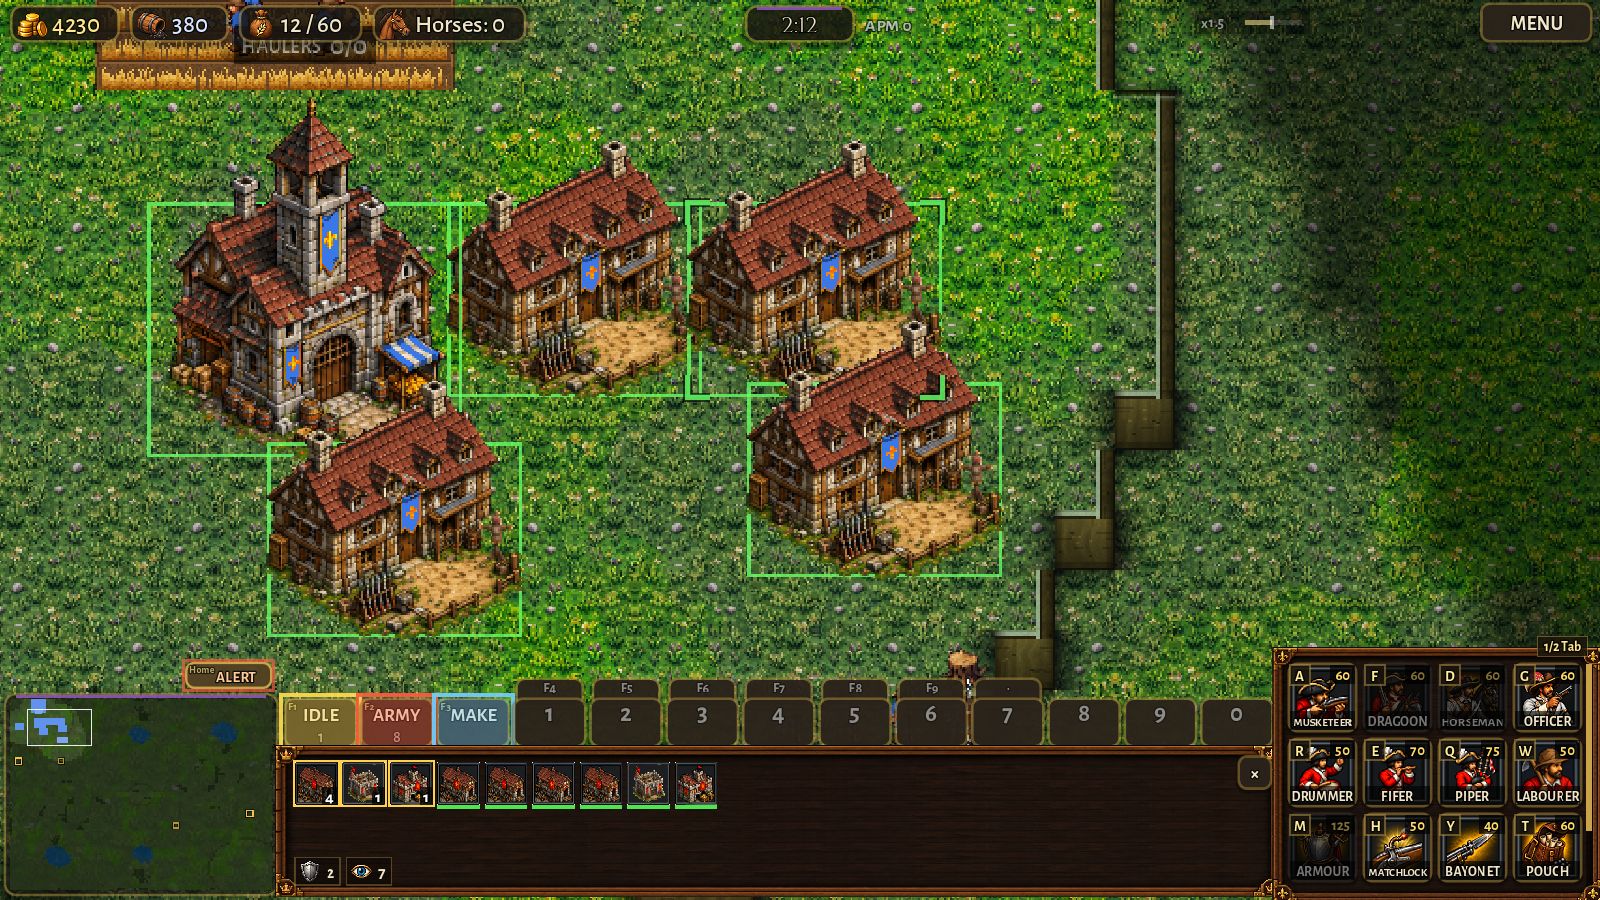 4230
380
12 / 60
Horses: 0
2:12
APM 0
x1.5
MENU
HAULERS 0/0
1/2 Tab
Home ALERT
F1 IDLE 1
F2 ARMY 8
F3 MAKE
F4 1
F5 2
F6 3
F7 4
F8 5
F9 6
. 7
8
9
0
4
1
1
×
2
7
A 60 MUSKETEER
F 60 DRAGOON
D 60 HORSEMAN
G 60 OFFICER
R 50 DRUMMER
E 70 FIFER
Q 75 PIPER
W 50 LABOURER
M 125 ARMOUR
H 50 MATCHLOCK
Y 40 BAYONET
T 60 POUCH